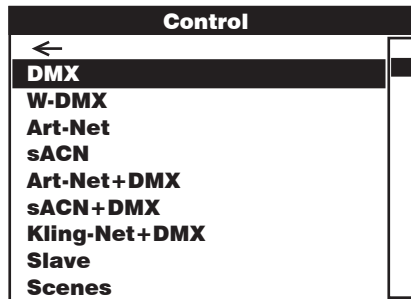 Control
←
DMX
W-DMX
Art-Net
sACN
Art-Net+DMX
sACN+DMX
Kling-Net+DMX
Slave
Scenes